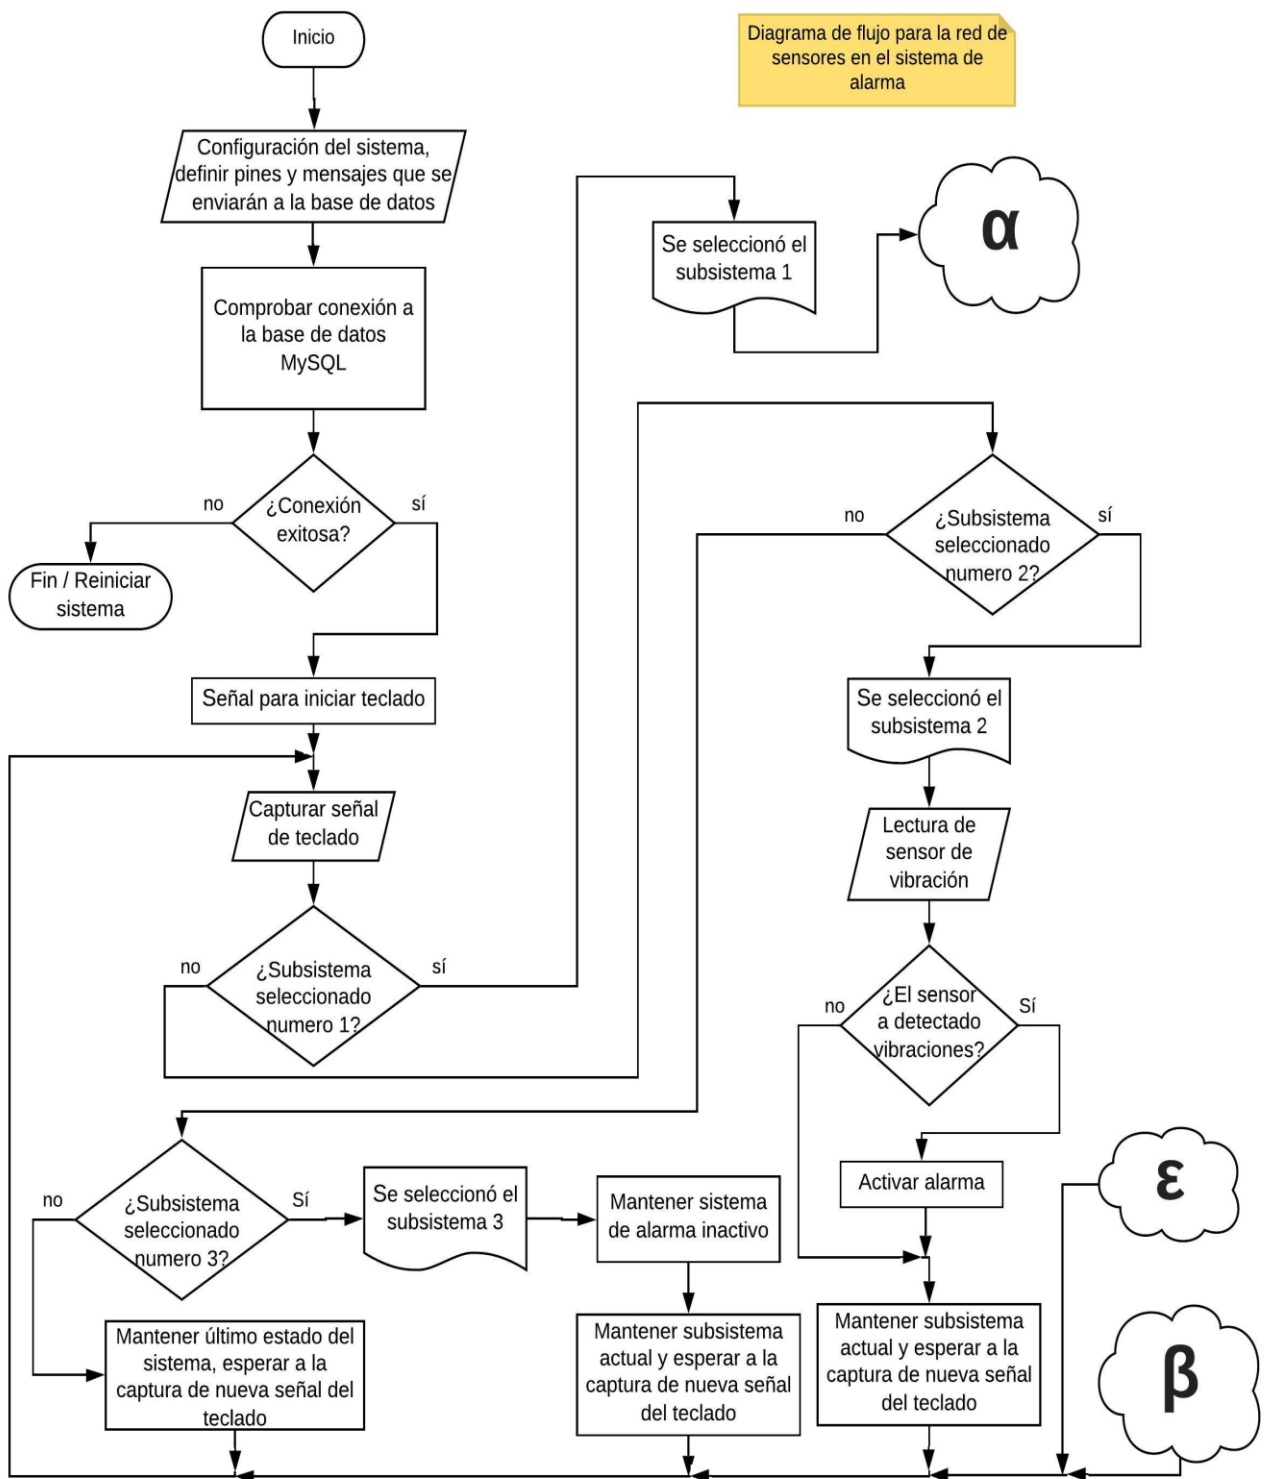 Inicio
Diagrama de flujo para la red de
sensores en el sistema de
alarma
Configuración del sistema,
definir pines y mensajes que se
enviarán a la base de datos
Se seleccionó el
subsistema 1
α
Comprobar conexión a
la base de datos
MySQL
no
¿Conexión
exitosa?
sí
Fin / Reiniciar
sistema
no
¿Subsistema
seleccionado
numero 2?
sí
Señal para iniciar teclado
Se seleccionó el
subsistema 2
Capturar señal
de teclado
Lectura de
sensor de
vibración
no
¿Subsistema
seleccionado
numero 1?
sí
no
¿El sensor
a detectado
vibraciones?
Sí
Activar alarma
ε
no
¿Subsistema
seleccionado
numero 3?
Sí
Se seleccionó el
subsistema 3
Mantener sistema
de alarma inactivo
Mantener último estado del
sistema, esperar a la
captura de nueva señal del
teclado
Mantener subsistema
actual y esperar a la
captura de nueva señal
del teclado
Mantener subsistema
actual y esperar a la
captura de nueva señal
del teclado
β